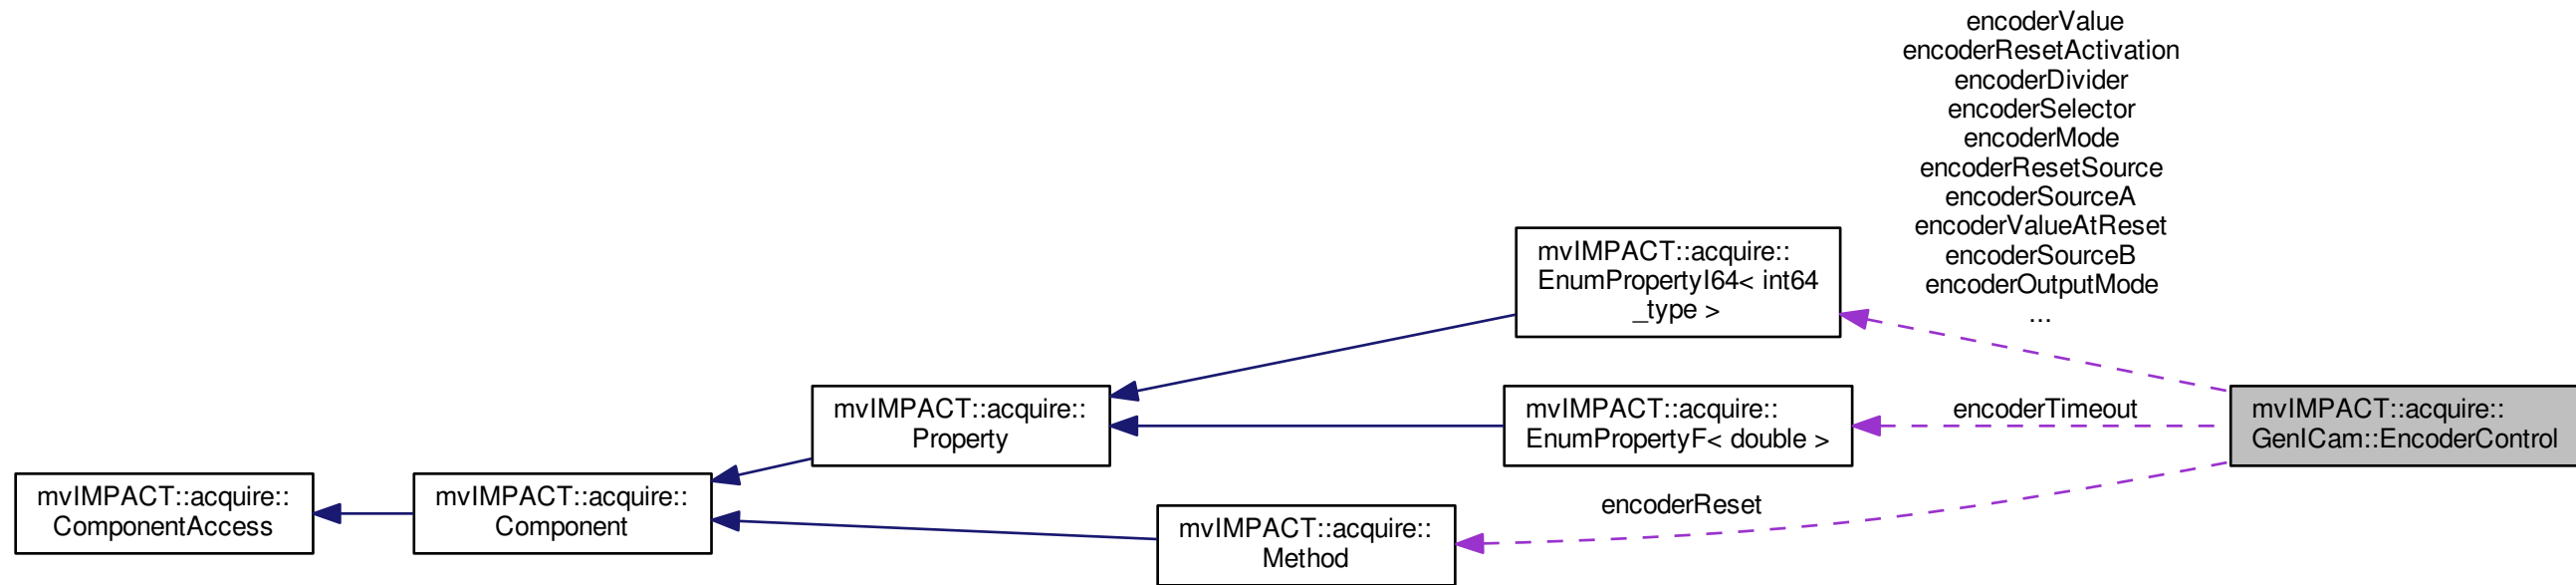 encoderValue
encoderResetActivation
encoderDivider
encoderSelector
encoderMode
encoderResetSource
encoderSourceA
encoderValueAtReset
encoderSourceB
encoderOutputMode
...
mvIMPACT::acquire::
EnumPropertyI64< int64
_type >
mvIMPACT::acquire::
Property
mvIMPACT::acquire::
EnumPropertyF< double >
encoderTimeout
mvIMPACT::acquire::
GenICam::EncoderControl
mvIMPACT::acquire::
ComponentAccess
mvIMPACT::acquire::
Component
encoderReset
mvIMPACT::acquire::
Method